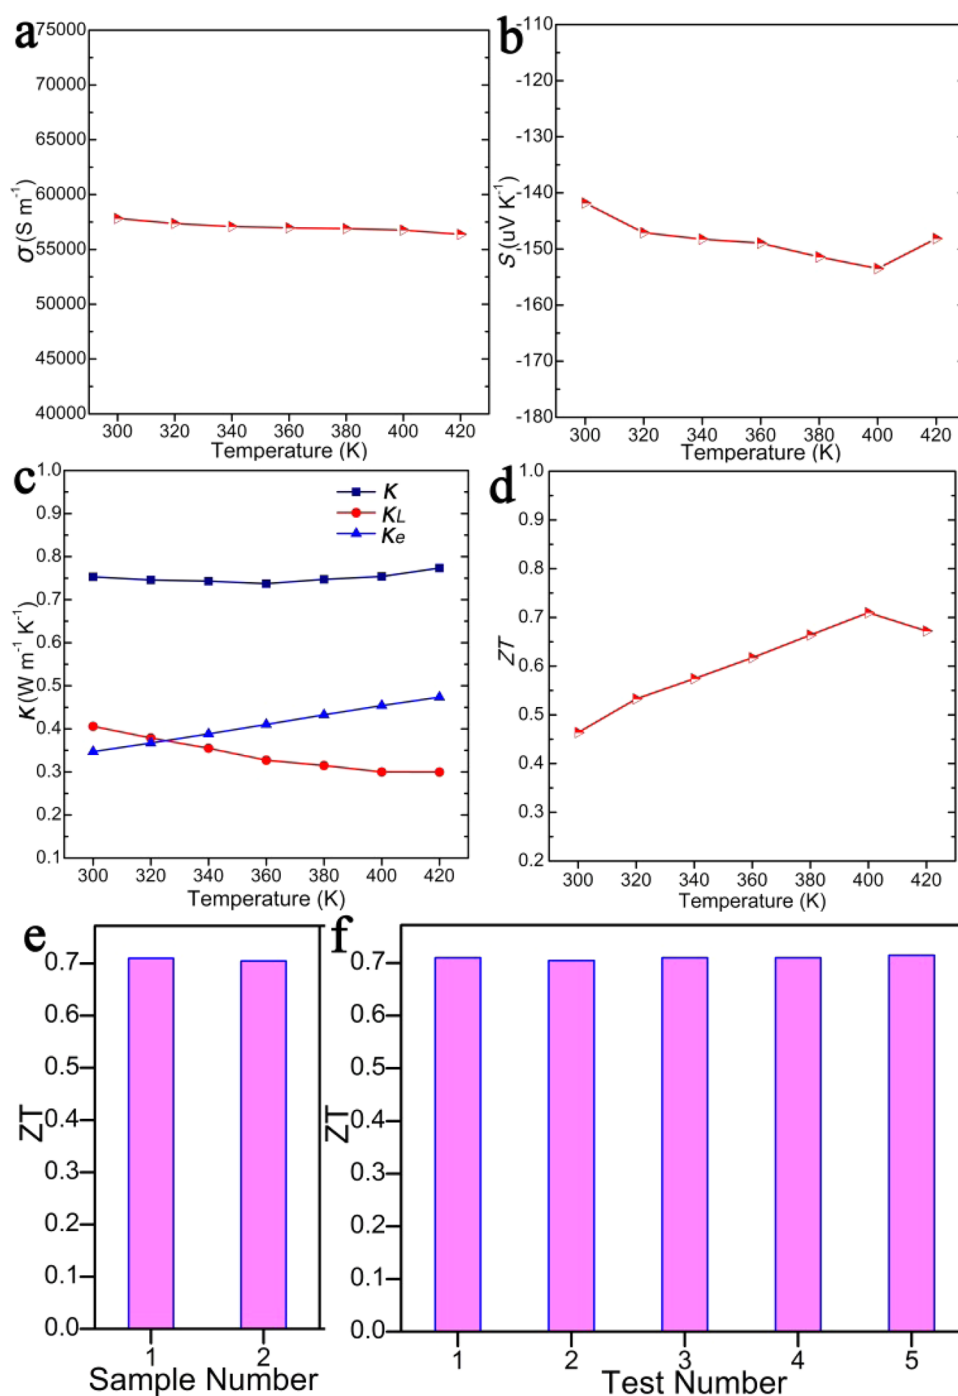 a
75000
70000
65000
60000
55000
50000
45000
40000
σ (S m⁻¹)
300 320 340 360 380 400 420
Temperature (K)
b
-110
-120
-130
-140
-150
-160
-170
-180
S (uV K⁻¹)
300 320 340 360 380 400 420
Temperature (K)
c
1.0
0.9
0.8
0.7
0.6
0.5
0.4
0.3
0.2
0.1
K (W m⁻¹ K⁻¹)
K
KL
Ke
300 320 340 360 380 400 420
Temperature (K)
d
1.0
0.9
0.8
0.7
0.6
0.5
0.4
0.3
0.2
ZT
300 320 340 360 380 400 420
Temperature (K)
e
0.7
0.6
0.5
0.4
0.3
0.2
0.1
0.0
ZT
1 2
Sample Number
f
0.7
0.6
0.5
0.4
0.3
0.2
0.1
0.0
ZT
1 2 3 4 5
Test Number